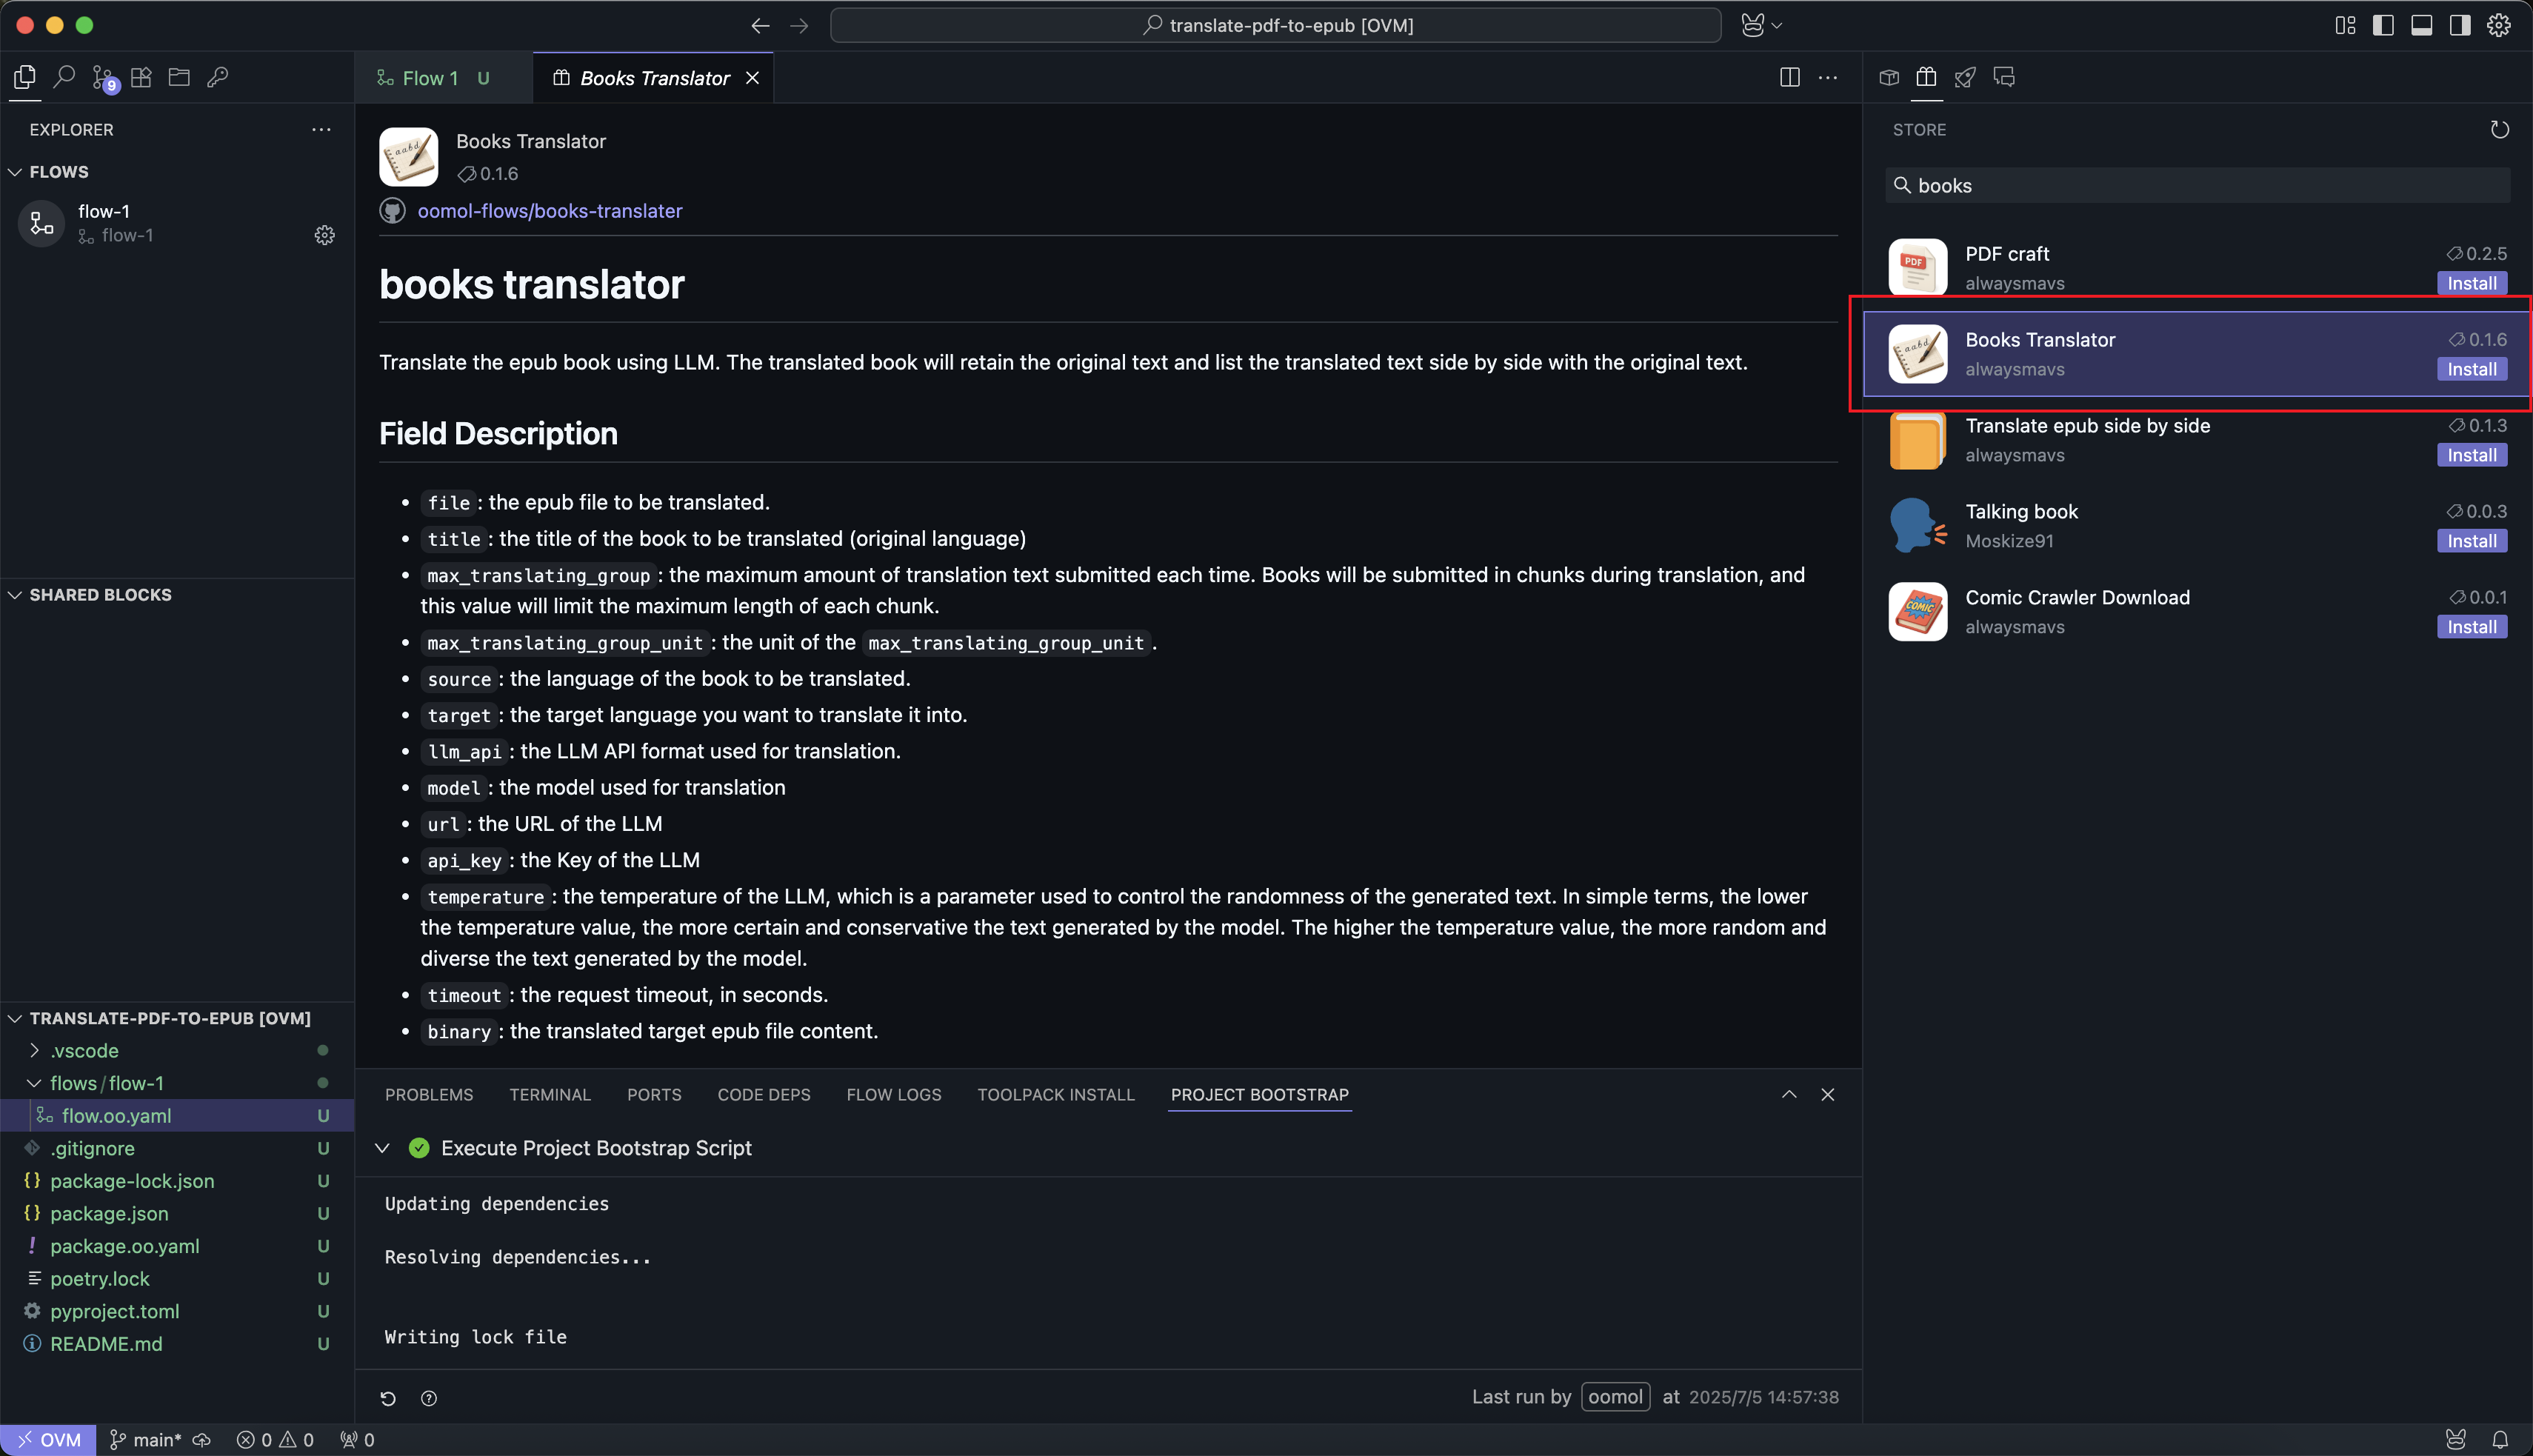 translate-pdf-to-epub [OVM]
9
EXPLORER
FLOWS
flow-1
flow-1
SHARED BLOCKS
TRANSLATE-PDF-TO-EPUB [OVM]
.vscode
flows/flow-1
flow.oo.yaml U
.gitignore U
package-lock.json U
package.json U
package.oo.yaml U
poetry.lock U
pyproject.toml U
README.md U
Flow 1 U
Books Translator
aabd
Books Translator
0.1.6
oomol-flows/books-translater
books translator
Translate the epub book using LLM. The translated book will retain the original text and list the translated text side by side with the original text.
Field Description
• file: the epub file to be translated.
• title: the title of the book to be translated (original language)
• max_translating_group: the maximum amount of translation text submitted each time. Books will be submitted in chunks during translation, and
this value will limit the maximum length of each chunk.
• max_translating_group_unit: the unit of the max_translating_group_unit.
• source: the language of the book to be translated.
• target: the target language you want to translate it into.
• llm_api: the LLM API format used for translation.
• model: the model used for translation
• url: the URL of the LLM
• api_key: the Key of the LLM
• temperature: the temperature of the LLM, which is a parameter used to control the randomness of the generated text. In simple terms, the lower
the temperature value, the more certain and conservative the text generated by the model. The higher the temperature value, the more random and
diverse the text generated by the model.
• timeout: the request timeout, in seconds.
• binary: the translated target epub file content.
PROBLEMS TERMINAL PORTS CODE DEPS FLOW LOGS TOOLPACK INSTALL PROJECT BOOTSTRAP
Execute Project Bootstrap Script
Updating dependencies
Resolving dependencies...
Writing lock file
Last run by oomol at 2025/7/5 14:57:38
STORE
books
PDF
PDF craft 0.2.5
alwaysmavs Install
aabd
Books Translator 0.1.6
alwaysmavs Install
Translate epub side by side 0.1.3
alwaysmavs Install
Talking book 0.0.3
Moskize91 Install
COMIC
Comic Crawler Download 0.0.1
alwaysmavs Install
OVM main* 0 0 0